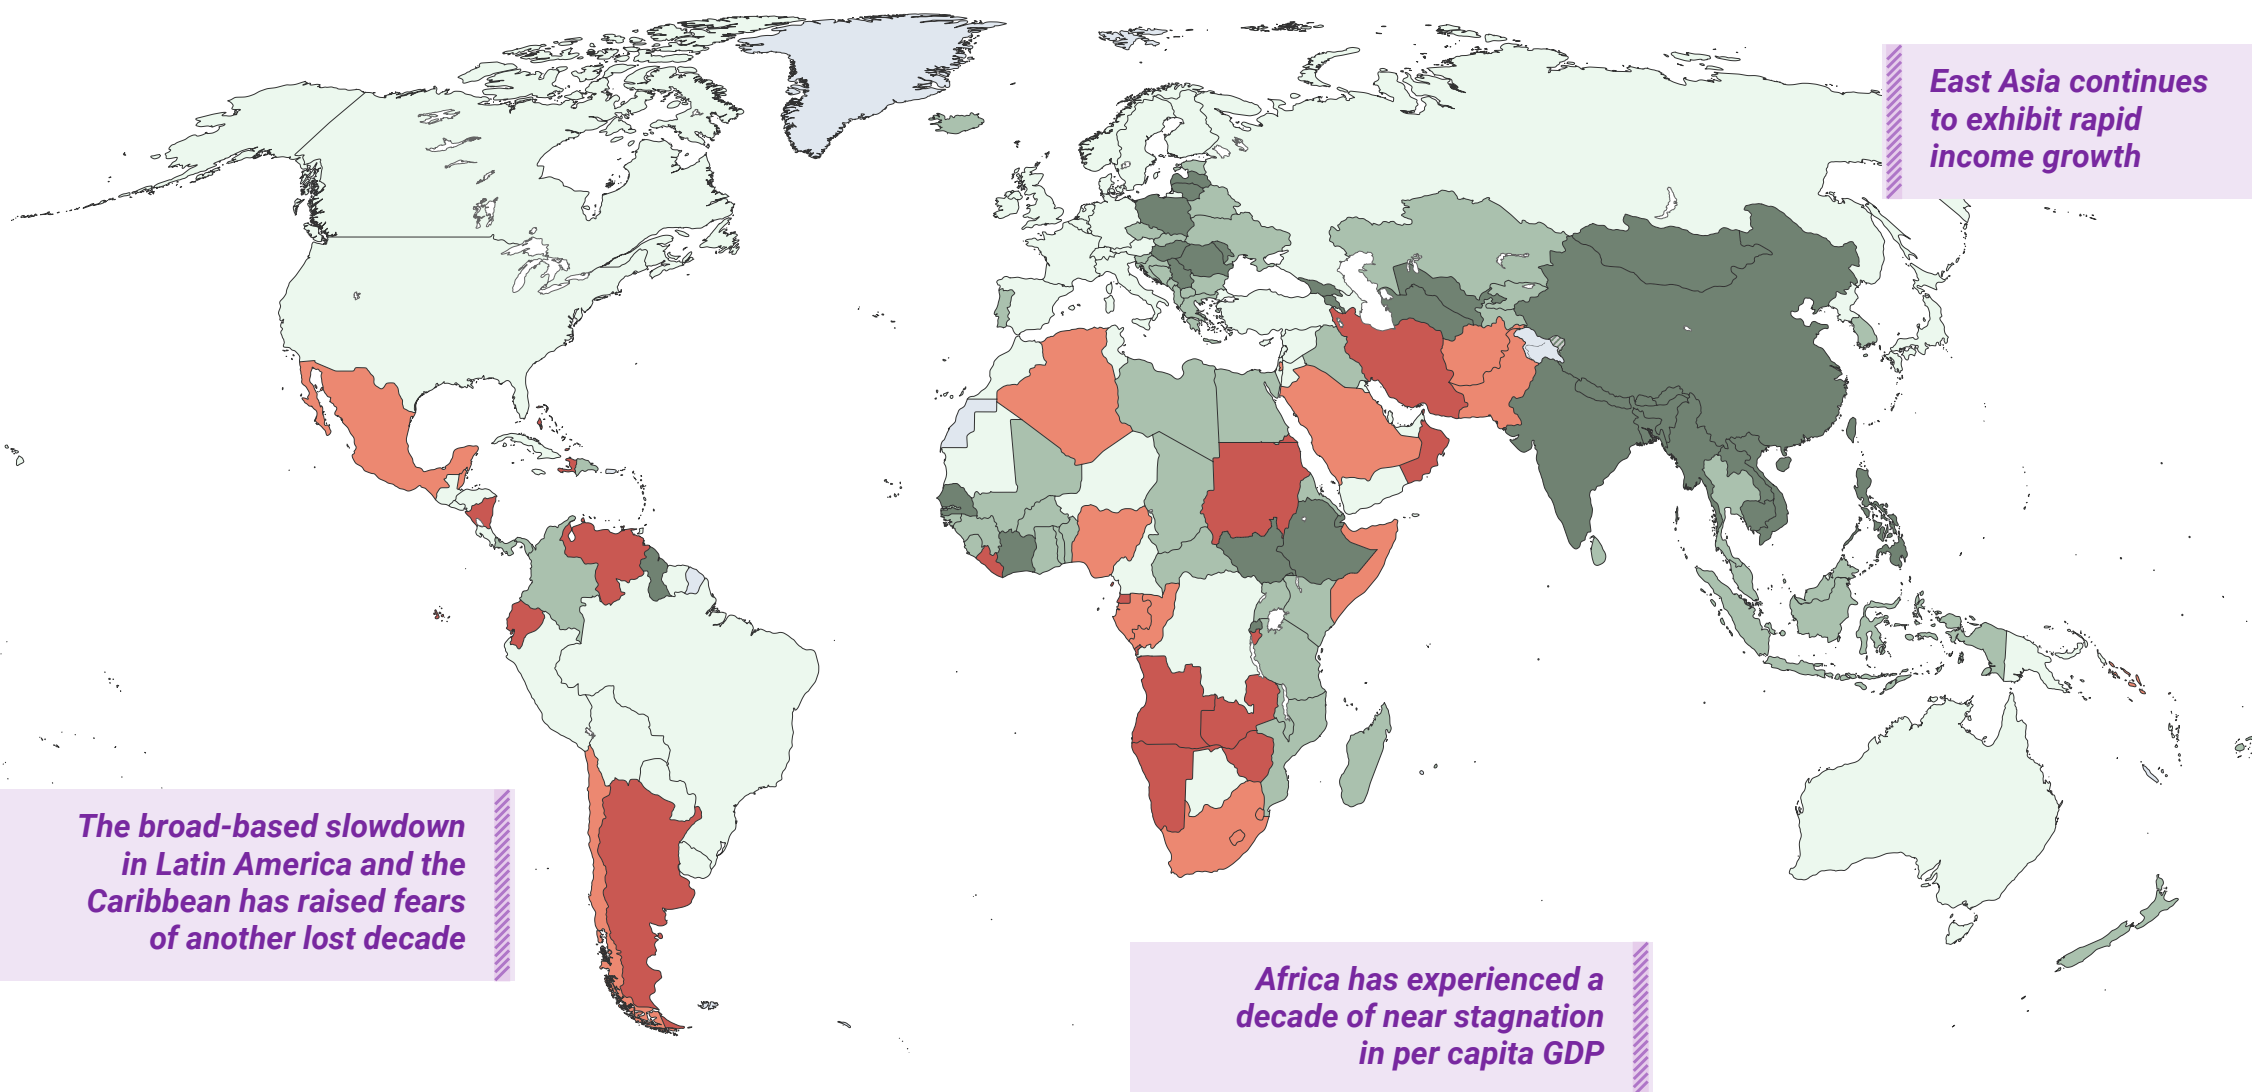 East Asia continues
to exhibit rapid
income growth
The broad-based slowdown
in Latin America and the
Caribbean has raised fears
of another lost decade
Africa has experienced a
decade of near stagnation
in per capita GDP